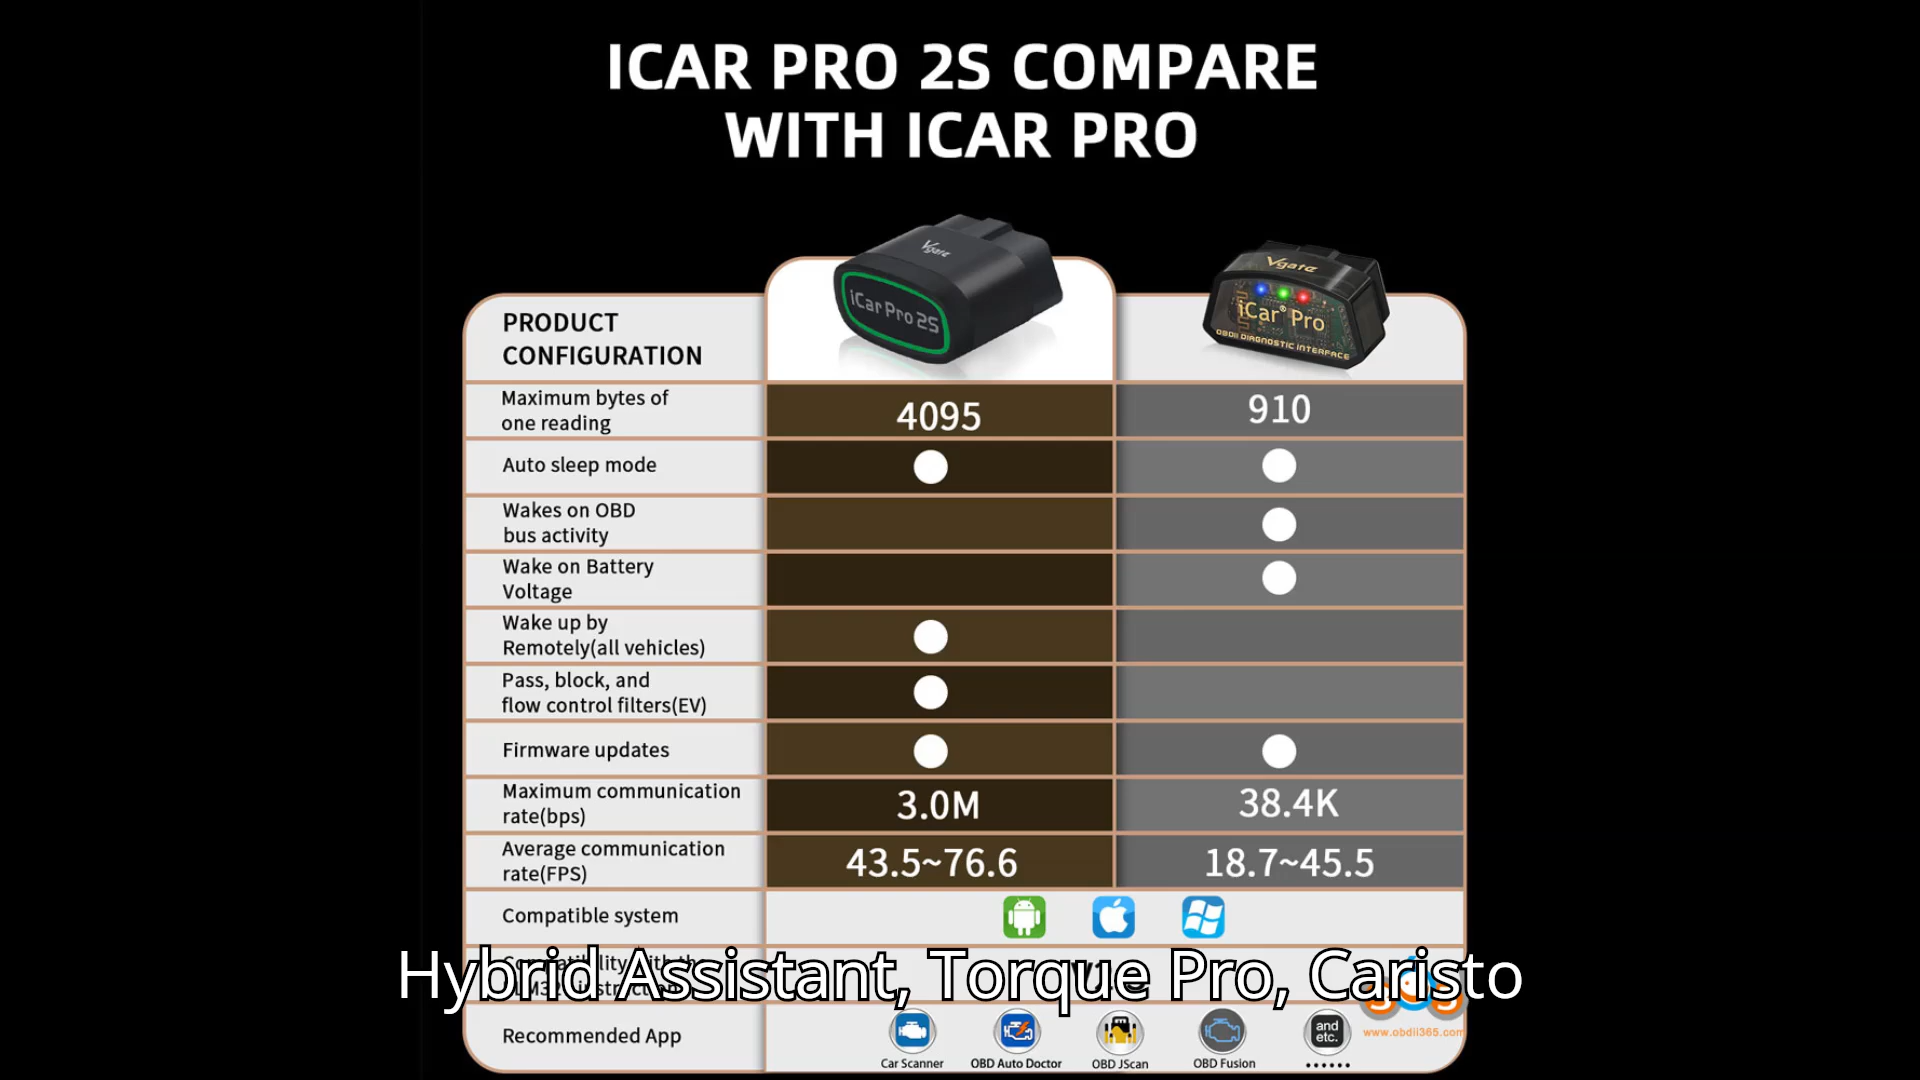 ICAR PRO 2S COMPARE
WITH ICAR PRO
Vgate
iCar Pro 2S
Vgate
iCar® Pro
OBDII DIAGNOSTIC INTERFACE
PRODUCT
CONFIGURATION
Maximum bytes of
one reading
4095
910
Auto sleep mode
Wakes on OBD
bus activity
Wake on Battery
Voltage
Wake up by
Remotely(all vehicles)
Pass, block, and
flow control filters(EV)
Firmware updates
Maximum communication
rate(bps)
3.0M
38.4K
Average communication
rate(FPS)
43.5~76.6
18.7~45.5
Compatible system
Hybrid Assistant, Torque Pro, Caristo
www.obdii365.com
Recommended App
Car Scanner
OBD Auto Doctor
OBD JScan
OBD Fusion
and
etc.
......